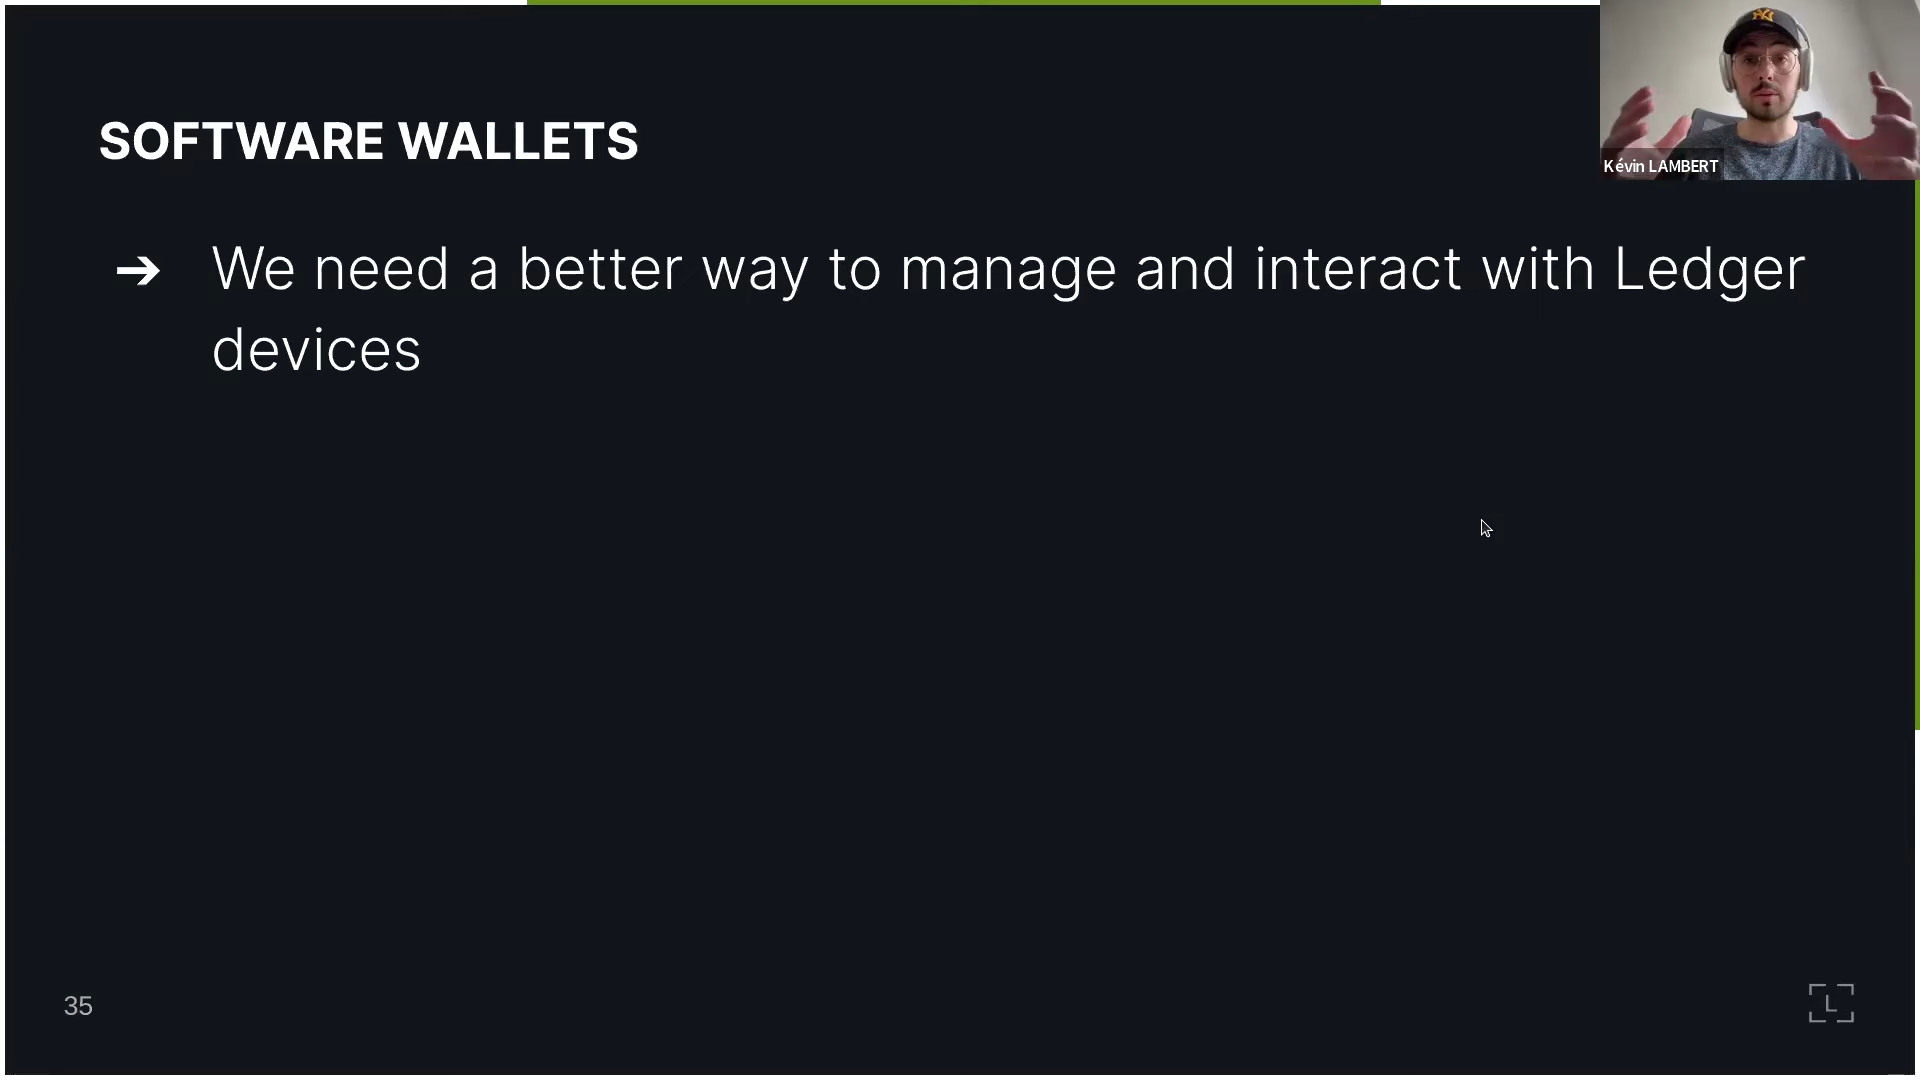 SOFTWARE WALLETS
Kévin LAMBERT
➔ We need a better way to manage and interact with Ledger
devices
35
L